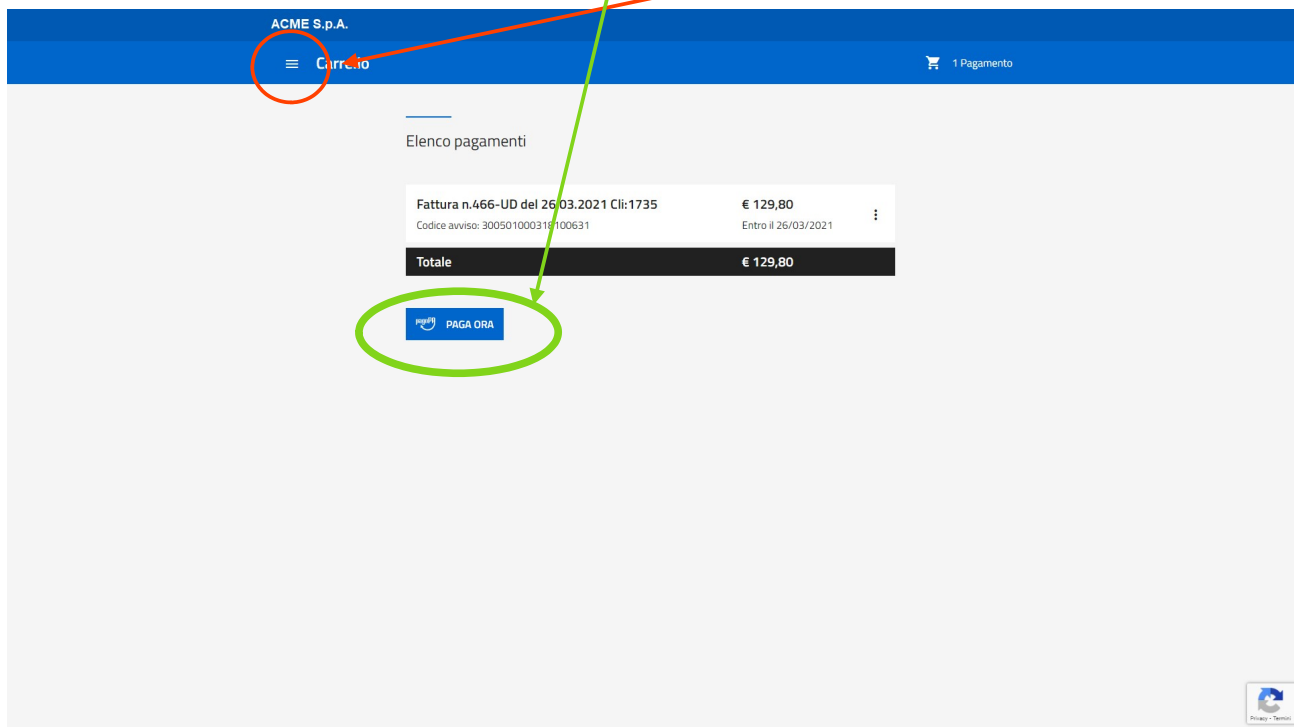 ACME S.p.A.
Carrello
1 Pagamento
Elenco pagamenti
Fattura n.466-UD del 26/03.2021 Cli:1735
€ 129,80
Codice avviso: 300501000318100631
Entro il 26/03/2021
Totale
€ 129,80
pagoPA PAGA ORA
Privacy - Termini